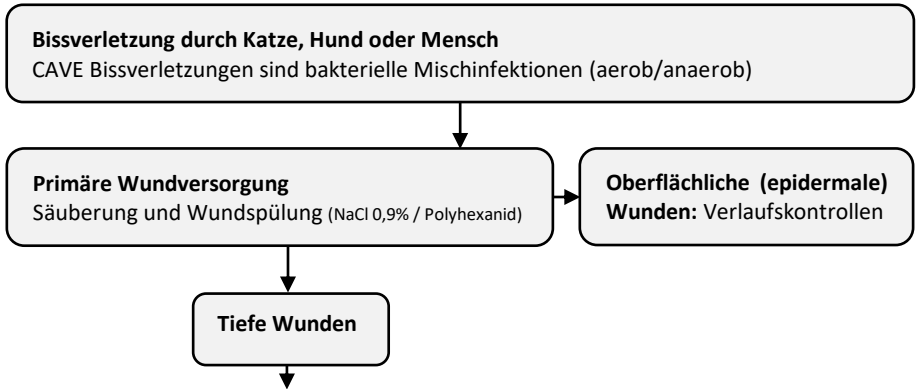 Bissverletzung durch Katze, Hund oder Mensch
CAVE Bissverletzungen sind bakterielle Mischinfektionen (aerob/anaerob)
Primäre Wundversorgung
Säuberung und Wundspülung (NaCl 0,9% / Polyhexanid)
Oberflächliche (epidermale)
Wunden: Verlaufskontrollen
Tiefe Wunden